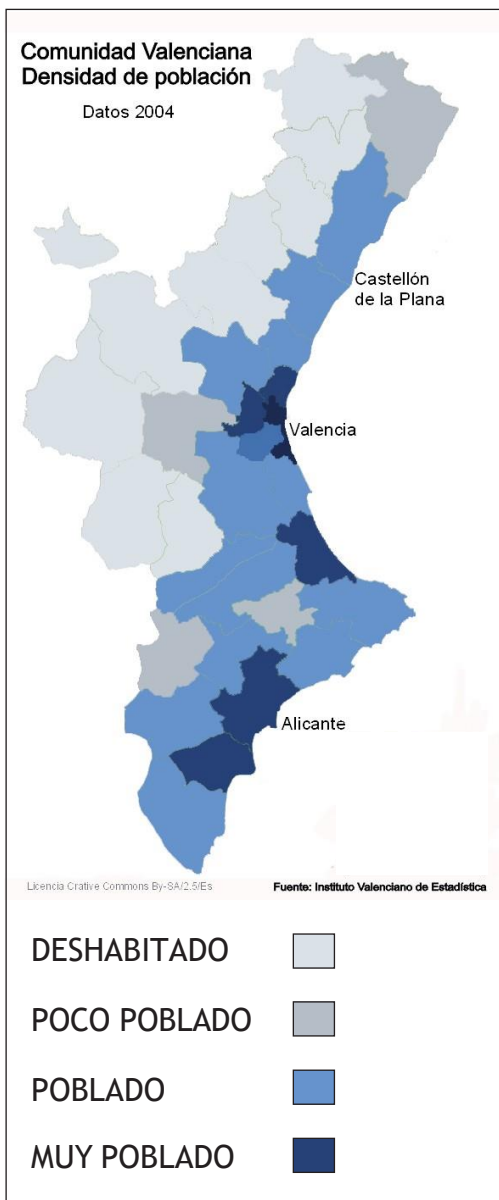 Comunidad Valenciana
Densidad de población
Datos 2004
Castellón
de la Plana
Valencia
Alicante
Licencia Crative Commons By-SA/2.5/Es
Fuente: Instituto Valenciano de Estadística
DESHABITADO
POCO POBLADO
POBLADO
MUY POBLADO